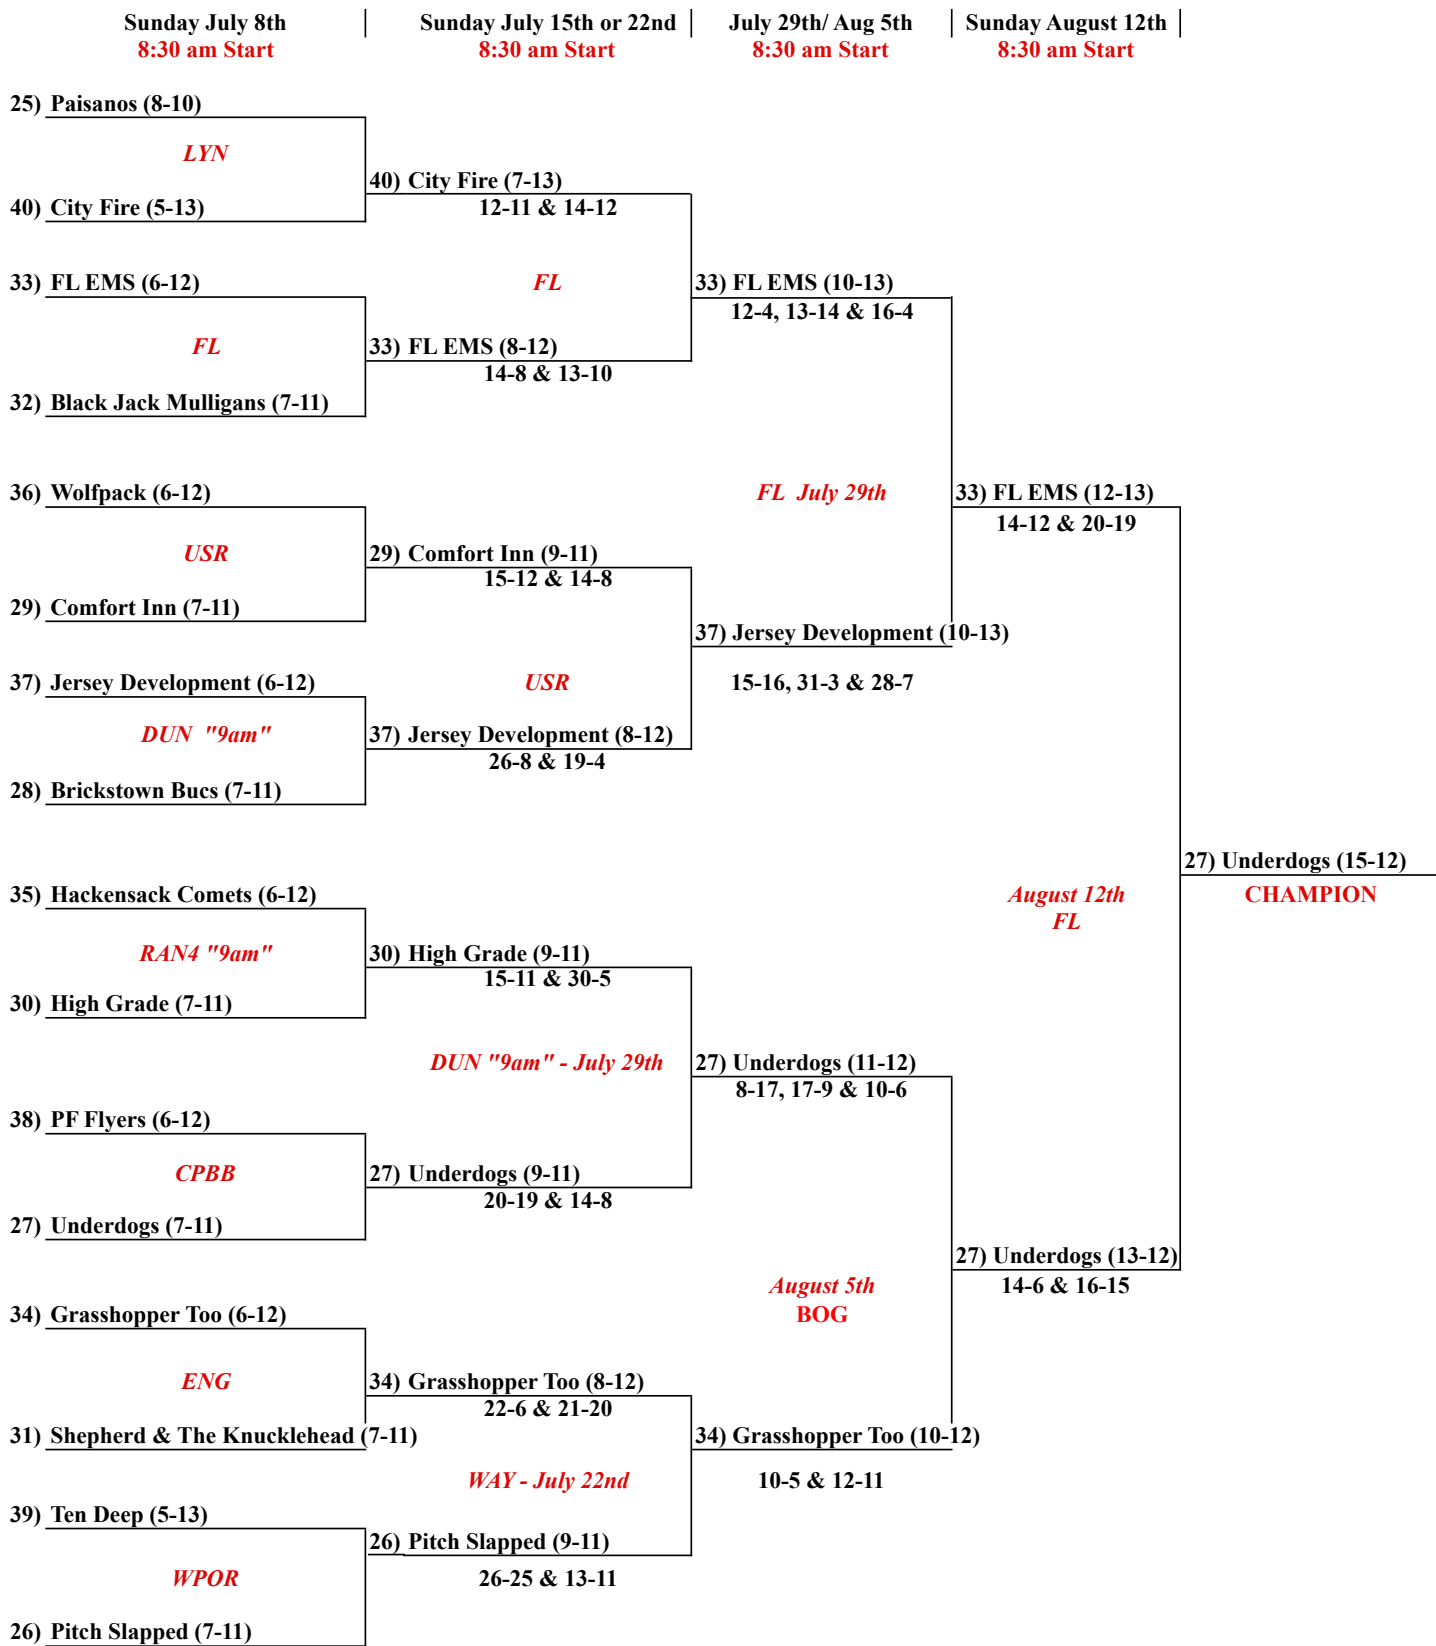 Sunday July 8th
8:30 am Start
Sunday July 15th or 22nd
8:30 am Start
July 29th/ Aug 5th
8:30 am Start
Sunday August 12th
8:30 am Start
25) Paisanos (8-10)
LYN
40) City Fire (5-13)
33) FL EMS (6-12)
FL
32) Black Jack Mulligans (7-11)
36) Wolfpack (6-12)
USR
29) Comfort Inn (7-11)
37) Jersey Development (6-12)
DUN "9am"
28) Brickstown Bucs (7-11)
35) Hackensack Comets (6-12)
RAN4 "9am"
30) High Grade (7-11)
38) PF Flyers (6-12)
CPBB
27) Underdogs (7-11)
34) Grasshopper Too (6-12)
ENG
31) Shepherd & The Knucklehead (7-11)
39) Ten Deep (5-13)
WPOR
26) Pitch Slapped (7-11)
40) City Fire (7-13)
12-11 & 14-12
FL
33) FL EMS (8-12)
14-8 & 13-10
29) Comfort Inn (9-11)
15-12 & 14-8
USR
37) Jersey Development (8-12)
26-8 & 19-4
30) High Grade (9-11)
15-11 & 30-5
DUN "9am" - July 29th
27) Underdogs (9-11)
20-19 & 14-8
34) Grasshopper Too (8-12)
22-6 & 21-20
WAY - July 22nd
26) Pitch Slapped (9-11)
26-25 & 13-11
33) FL EMS (10-13)
12-4, 13-14 & 16-4
FL July 29th
37) Jersey Development (10-13)
15-16, 31-3 & 28-7
27) Underdogs (11-12)
8-17, 17-9 & 10-6
August 5th
BOG
34) Grasshopper Too (10-12)
10-5 & 12-11
33) FL EMS (12-13)
14-12 & 20-19
August 12th
FL
27) Underdogs (13-12)
14-6 & 16-15
27) Underdogs (15-12)
CHAMPION